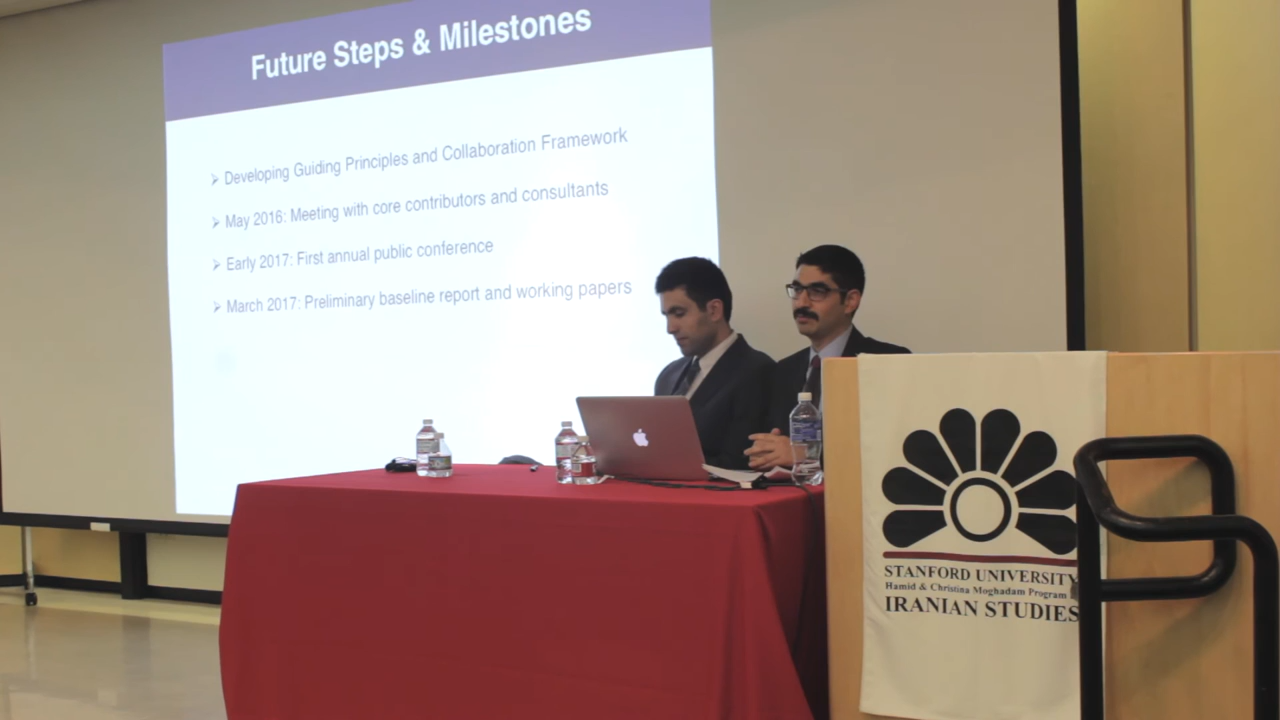 Future Steps & Milestones
➢ Developing Guiding Principles and Collaboration Framework
➢ May 2016: Meeting with core contributors and consultants
➢ Early 2017: First annual public conference
➢ March 2017: Preliminary baseline report and working papers
STANFORD UNIVERSITY
Hamid & Christina Moghadam Program
IRANIAN STUDIES